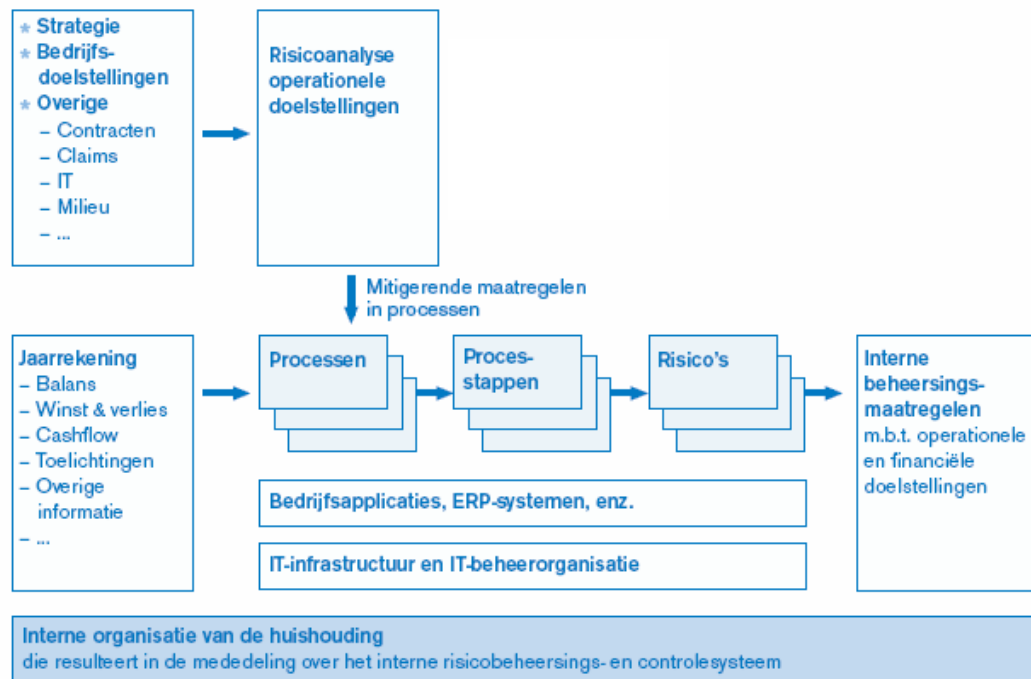 * Strategie
* Bedrijfs-
doelstellingen
* Overige
– Contracten
– Claims
– IT
– Milieu
– ...
Risicoanalyse
operationele
doelstellingen
Mitigerende maatregelen
in processen
Jaarrekening
– Balans
– Winst & verlies
– Cashflow
– Toelichtingen
– Overige
informatie
– ...
Processen
Proces-
stappen
Risico's
Interne
beheersings-
maatregelen
m.b.t. operationele
en financiële
doelstellingen
Bedrijfsapplicaties, ERP-systemen, enz.
IT-infrastructuur en IT-beheerorganisatie
Interne organisatie van de huishouding
die resulteert in de mededeling over het interne risicobeheersings- en controlesysteem